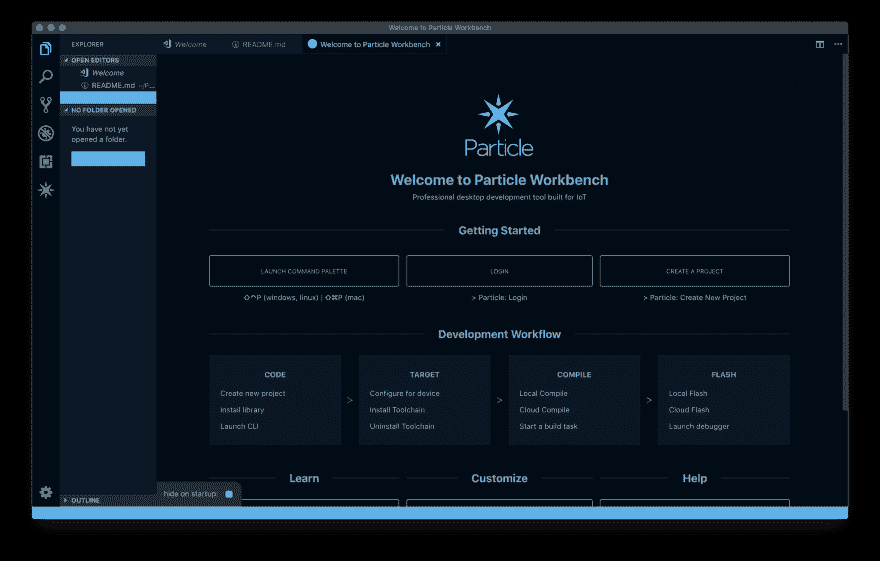 Welcome to Particle Workbench
EXPLORER
OPEN EDITORS
Welcome
README.md ~/P...
NO FOLDER OPENED
You have not yet
opened a folder.
OUTLINE
Welcome
README.md
Welcome to Particle Workbench ×
Particle
Welcome to Particle Workbench
Professional desktop development tool built for IoT
Getting Started
LAUNCH COMMAND PALETTE
LOGIN
CREATE A PROJECT
⇧⌃P (windows, linux) | ⇧⌘P (mac)
> Particle: Login
> Particle: Create New Project
Development Workflow
CODE
Create new project
Install library
Launch CLI
>
TARGET
Configure for device
Install Toolchain
Uninstall Toolchain
>
COMPILE
Local Compile
Cloud Compile
Start a build task
>
FLASH
Local Flash
Cloud Flash
Launch debugger
Learn
Customize
Help
hide on startup